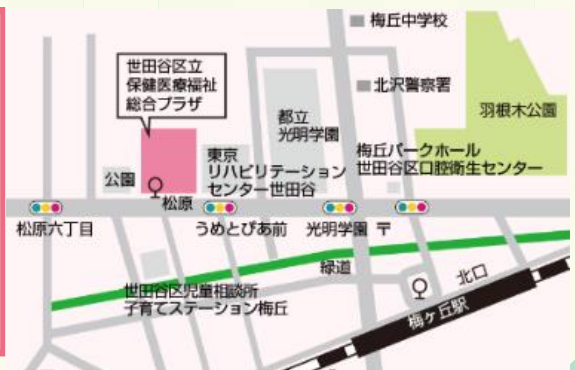 梅丘中学校
世田谷区立
保健医療福祉
総合プラザ
北沢警察署
羽根木公園
都立
光明学園
梅丘パークホール
世田谷区口腔衛生センター
東京
リハビリテーション
センター世田谷
公園
松原
松原六丁目
うめとぴあ前
光明学園
〒
緑道
世田谷区児童相談所
子育てステーション梅丘
北口
梅ヶ丘駅